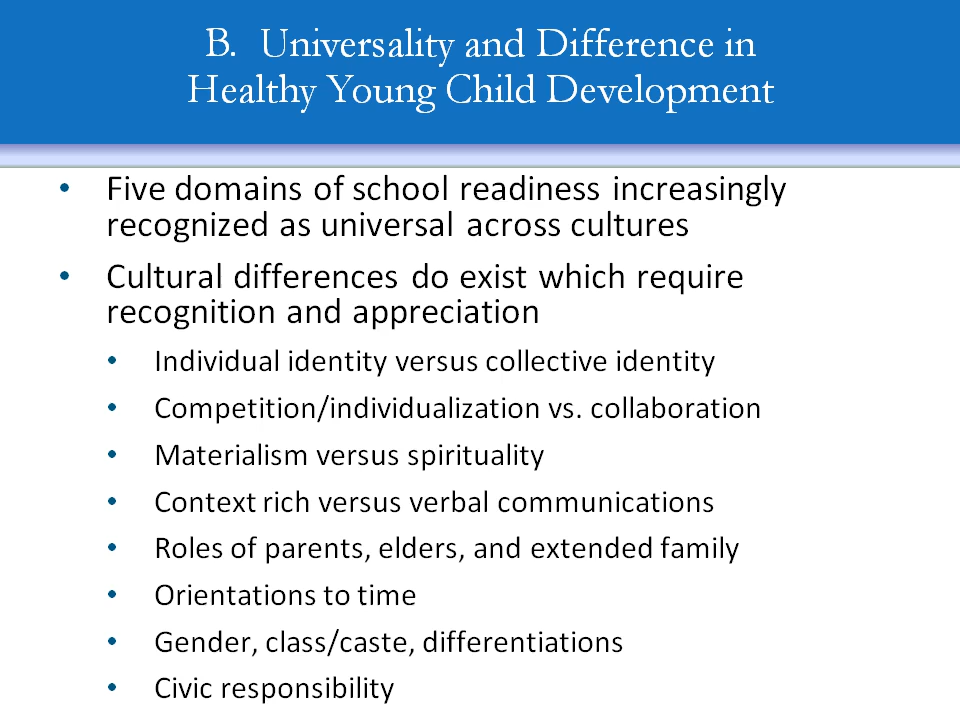 B. Universality and Difference in
Healthy Young Child Development
• Five domains of school readiness increasingly
recognized as universal across cultures
• Cultural differences do exist which require
recognition and appreciation
• Individual identity versus collective identity
• Competition/individualization vs. collaboration
• Materialism versus spirituality
• Context rich versus verbal communications
• Roles of parents, elders, and extended family
• Orientations to time
• Gender, class/caste, differentiations
• Civic responsibility